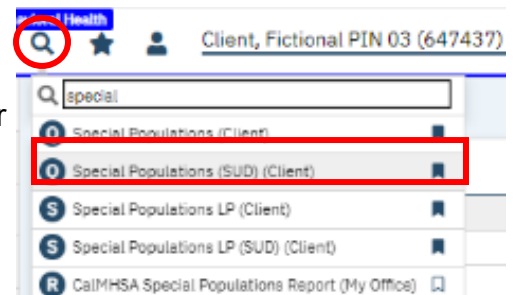 Health
Client, Fictional PIN 03 (647437)
special
r
O Special Populations (Client)
O Special Populations (SUD) (Client)
S Special Populations LP (Client)
S Special Populations LP (SUD) (Client)
R CalMHSA Special Populations Report (My Office)